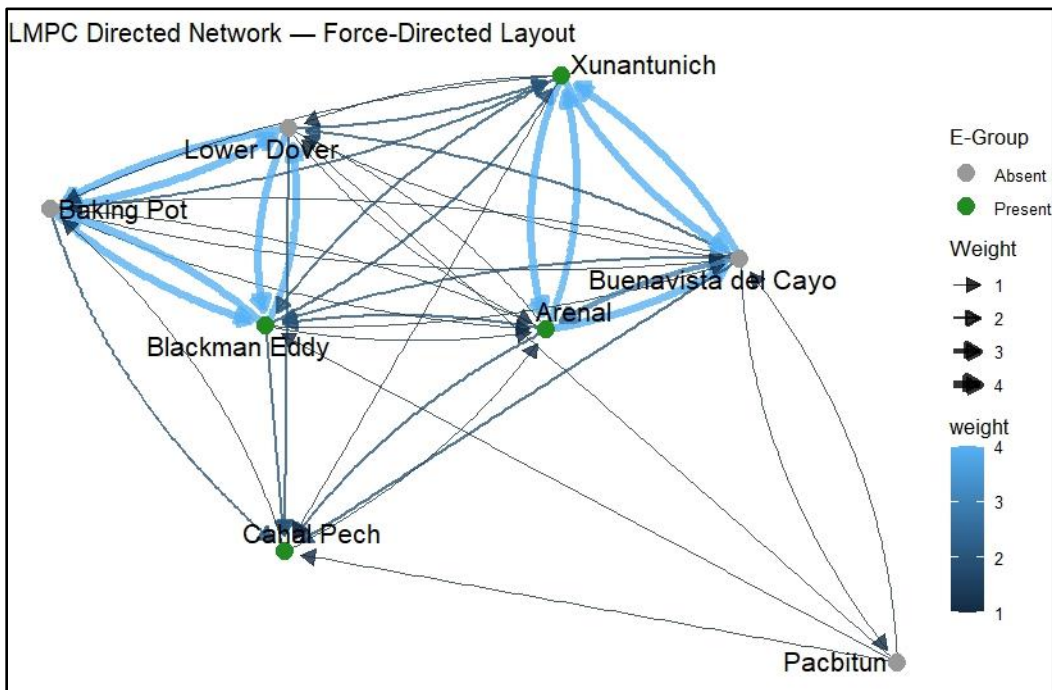 LMPC Directed Network — Force-Directed Layout
Xunantunich
Lower Dover
Baking Pot
Buenavista del Cayo
Arenal
Blackman Eddy
Cahal Pech
Pacbitun
E-Group
Absent
Present
Weight
1
2
3
4
weight
4
3
2
1